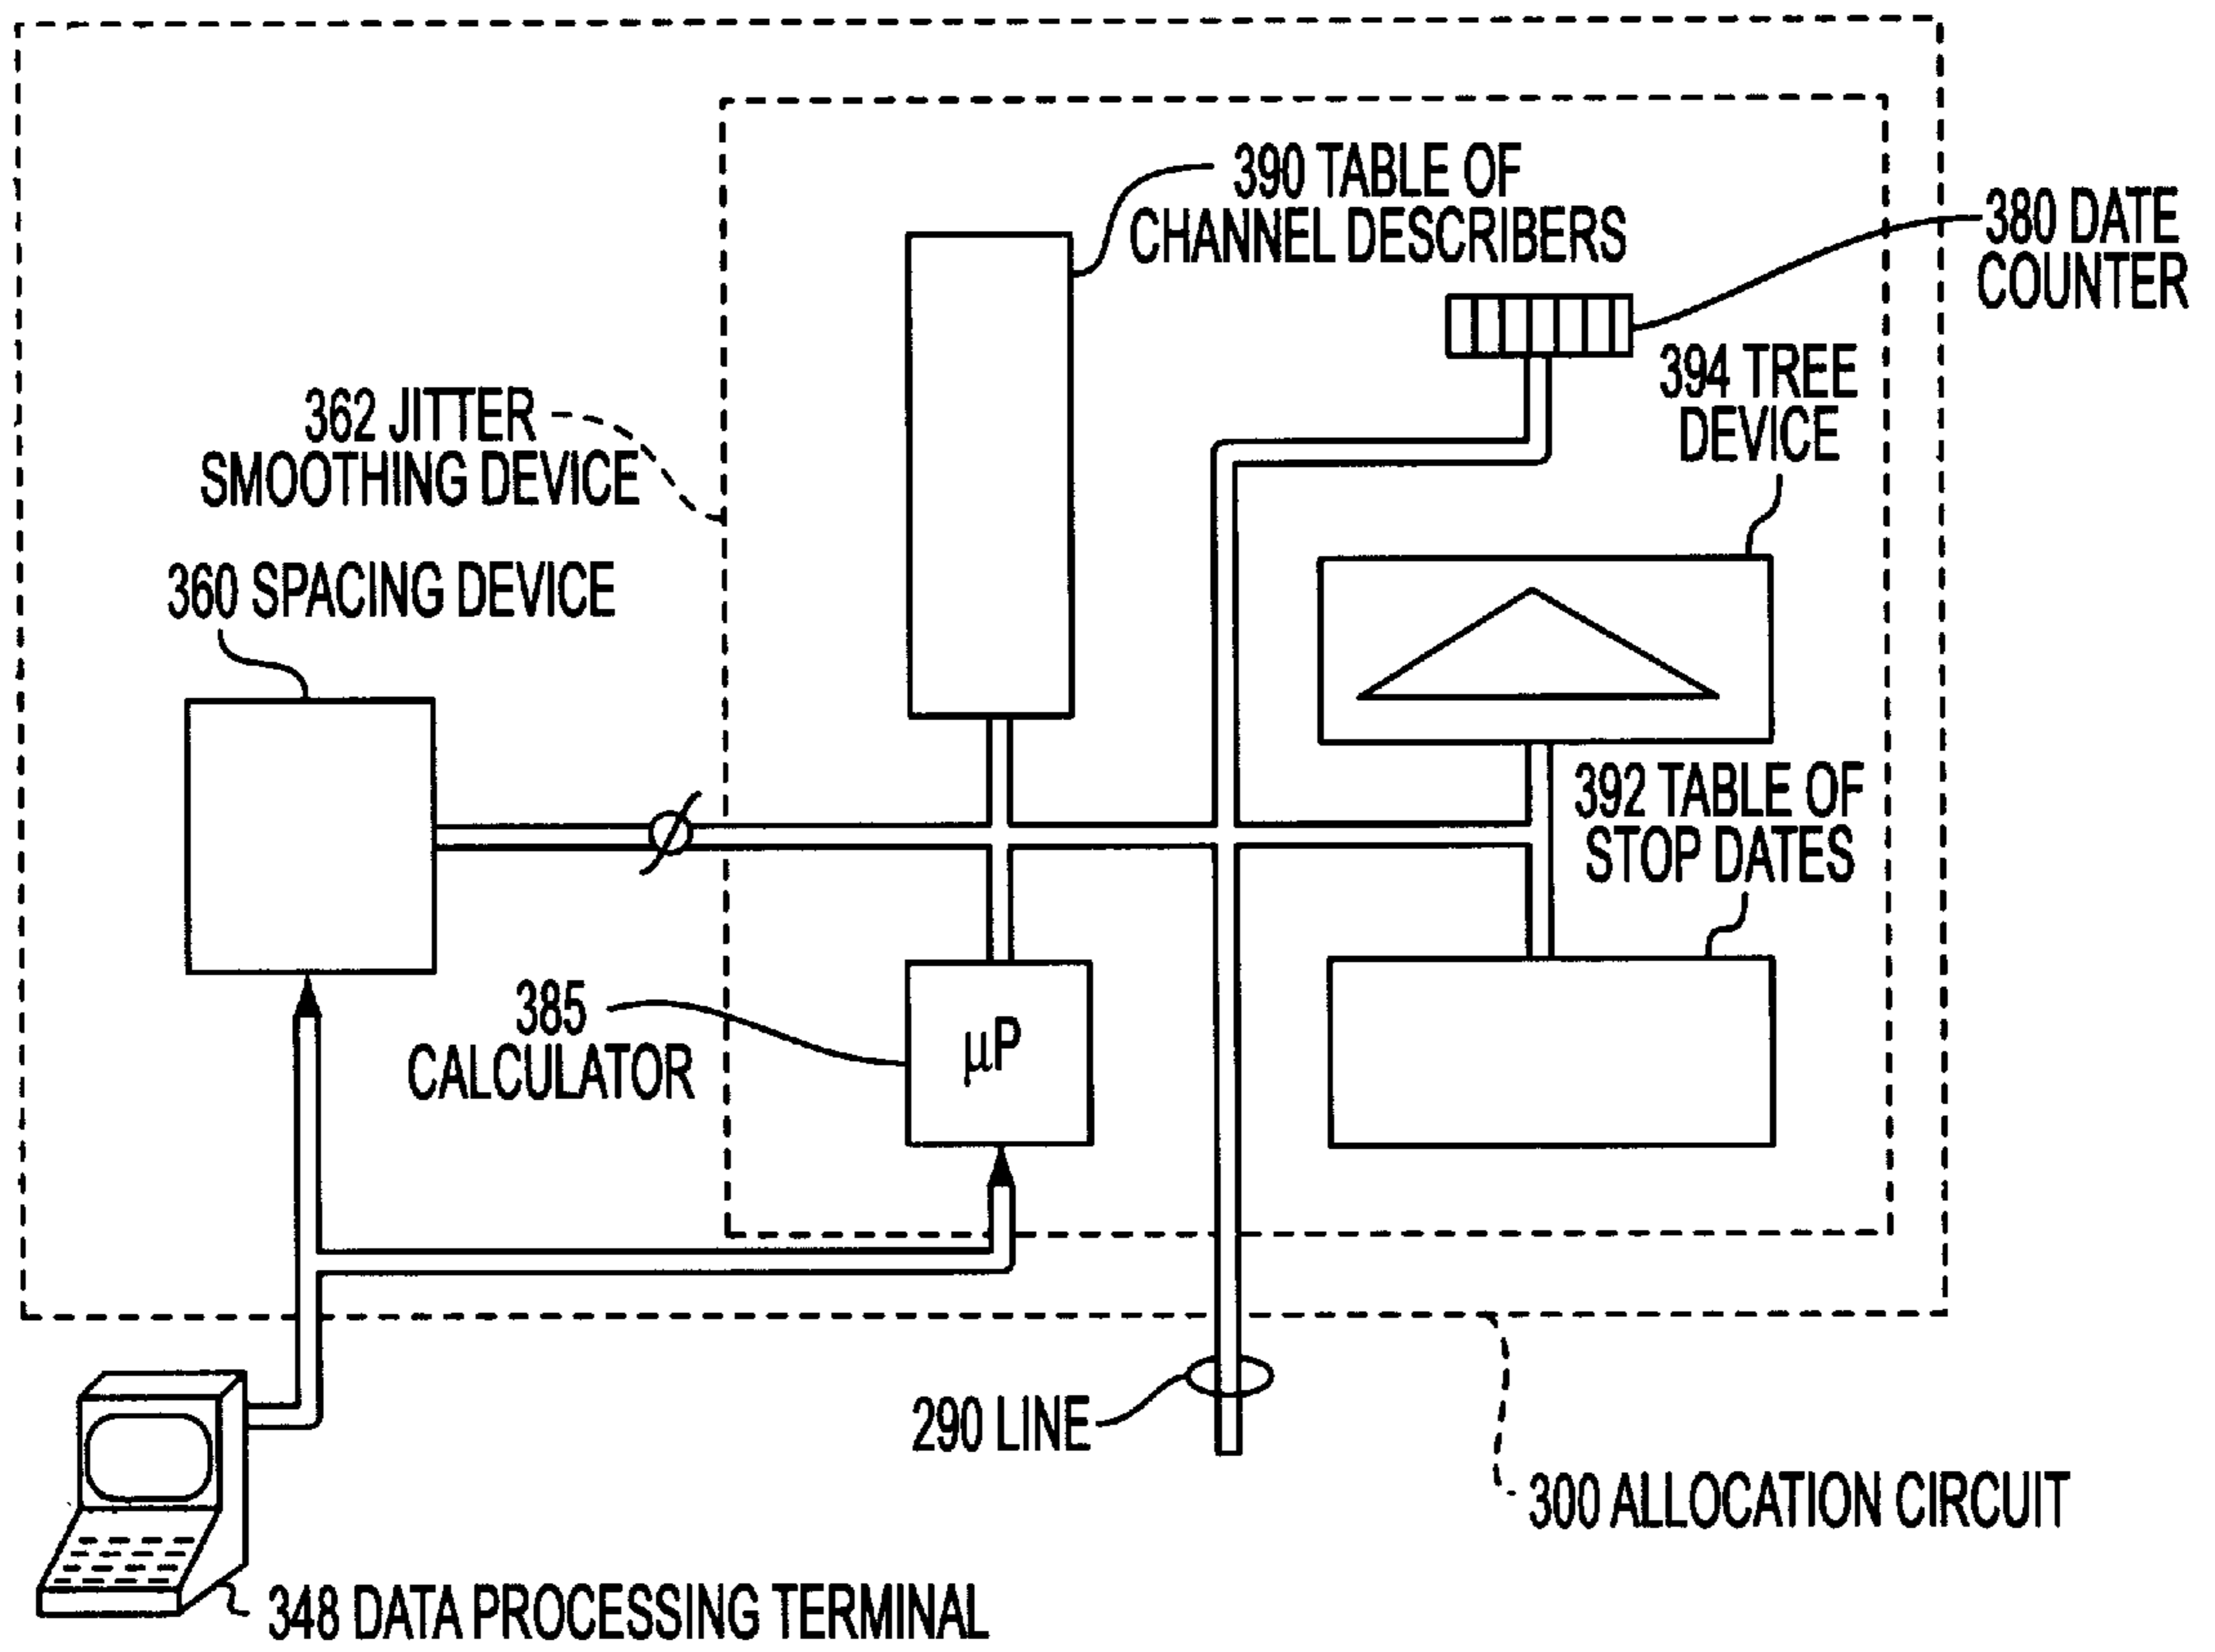 390 TABLE OF
CHANNEL DESCRIBERS
380 DATE
COUNTER
394 TREE
DEVICE
362 JITTER
SMOOTHING DEVICE
360 SPACING DEVICE
392 TABLE OF
STOP DATES
385
CALCULATOR
μP
290 LINE
300 ALLOCATION CIRCUIT
348 DATA PROCESSING TERMINAL